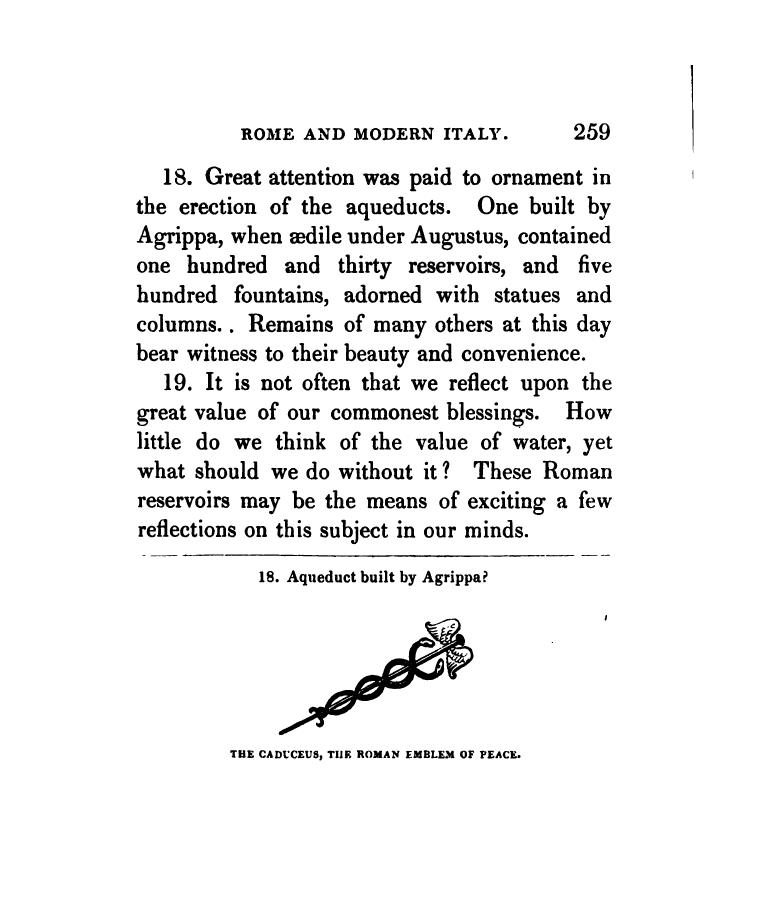 ROME AND MODERN ITALY. 259
18. Great attention was paid to ornament in
the erection of the aqueducts. One built by
Agrippa, when ædile under Augustus, contained
one hundred and thirty reservoirs, and five
hundred fountains, adorned with statues and
columns. . Remains of many others at this day
bear witness to their beauty and convenience.
19. It is not often that we reflect upon the
great value of our commonest blessings. How
little do we think of the value of water, yet
what should we do without it? These Roman
reservoirs may be the means of exciting a few
reflections on this subject in our minds.
18. Aqueduct built by Agrippa?
THE CADUCEUS, THE ROMAN EMBLEM OF PEACE.